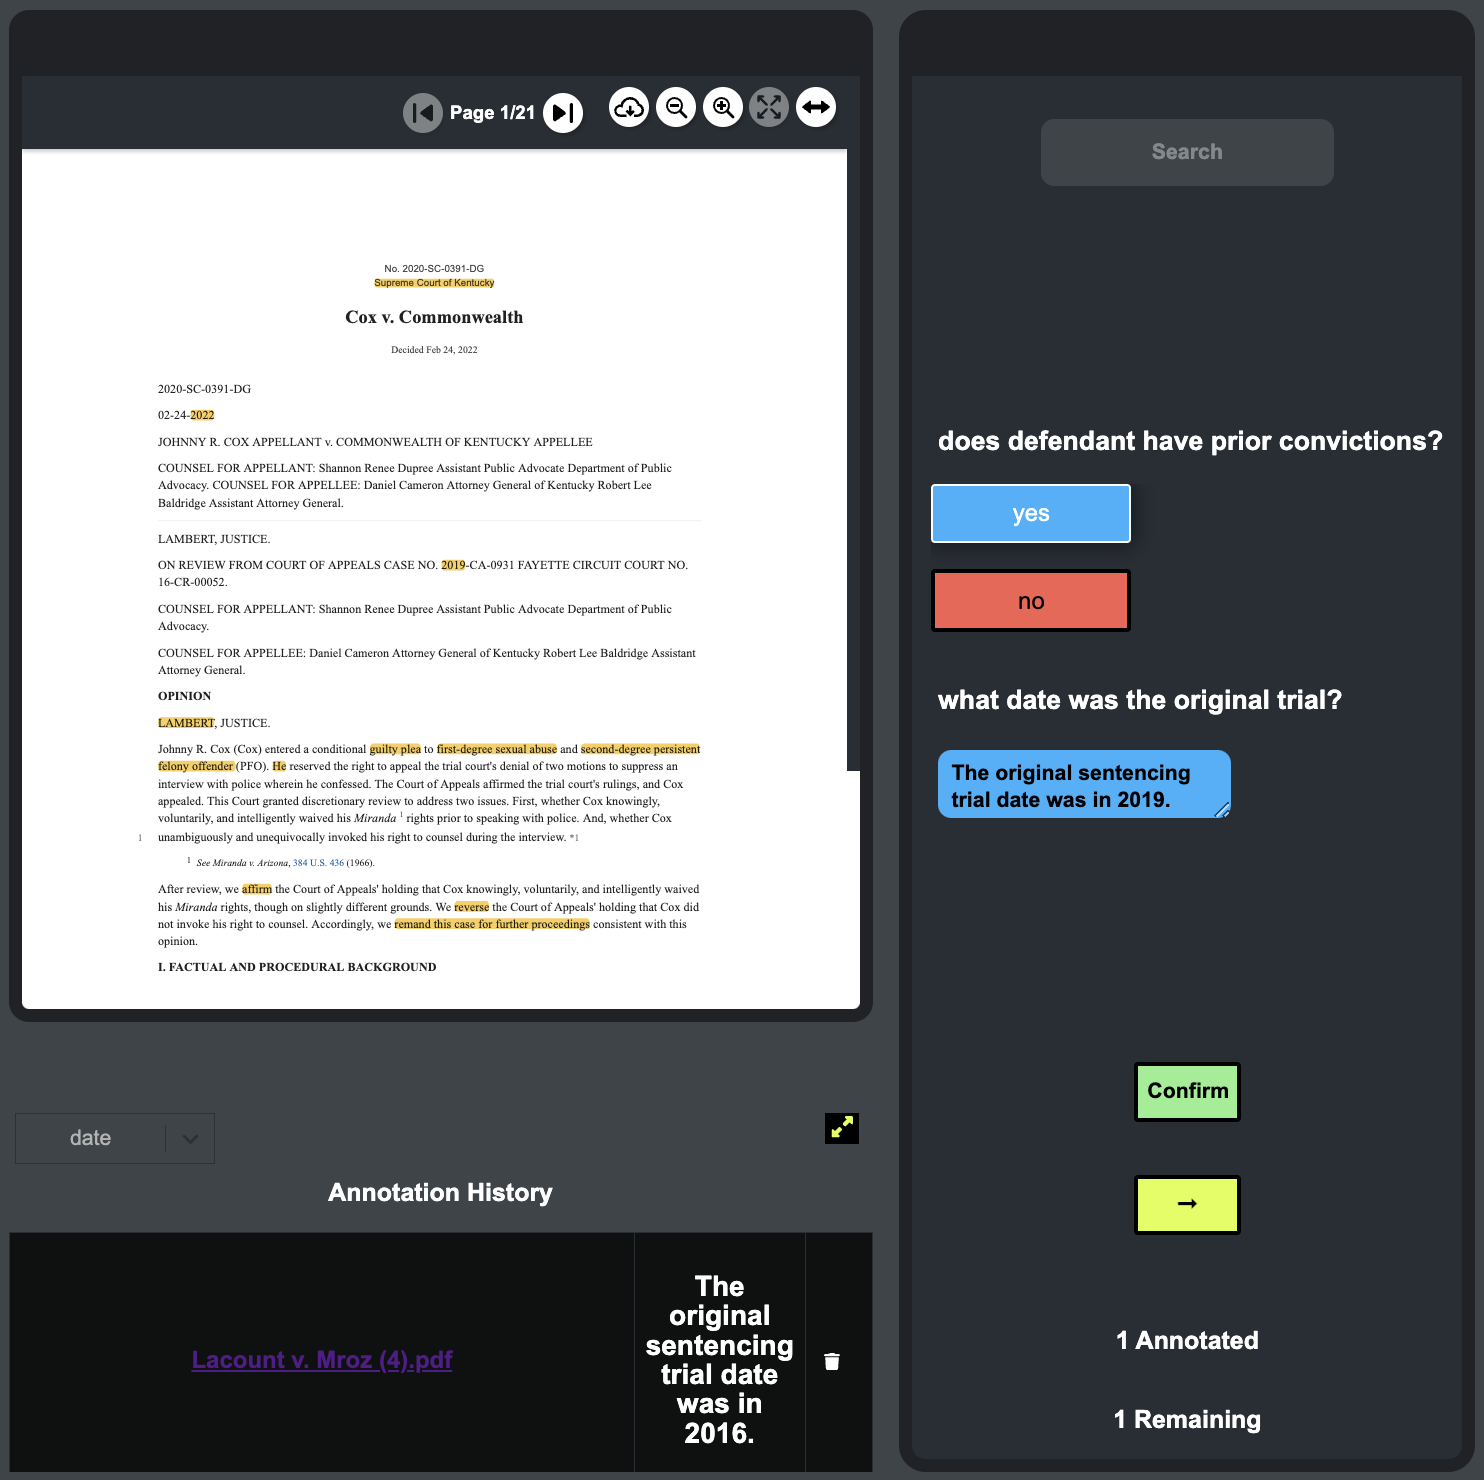 Page 1/21
No. 2020-SC-0391-DG
Supreme Court of Kentucky
Cox v. Commonwealth
Decided Feb 24, 2022
2020-SC-0391-DG
02-24-2022
JOHNNY R. COX APPELLANT v. COMMONWEALTH OF KENTUCKY APPELLEE
COUNSEL FOR APPELLANT: Shannon Renee Dupree Assistant Public Advocate Department of Public
Advocacy. COUNSEL FOR APPELLEE: Daniel Cameron Attorney General of Kentucky Robert Lee
Baldridge Assistant Attorney General.
LAMBERT, JUSTICE.
ON REVIEW FROM COURT OF APPEALS CASE NO. 2019-CA-0931 FAYETTE CIRCUIT COURT NO.
16-CR-00052.
COUNSEL FOR APPELLANT: Shannon Renee Dupree Assistant Public Advocate Department of Public
Advocacy.
COUNSEL FOR APPELLEE: Daniel Cameron Attorney General of Kentucky Robert Lee Baldridge Assistant
Attorney General.
OPINION
LAMBERT, JUSTICE.
Johnny R. Cox (Cox) entered a conditional guilty plea to first-degree sexual abuse and second-degree persistent
felony offender (PFO). He reserved the right to appeal the trial court's denial of two motions to suppress an
interview with police wherein he confessed. The Court of Appeals affirmed the trial court's rulings, and Cox
appealed. This Court granted discretionary review to address two issues. First, whether Cox knowingly,
voluntarily, and intelligently waived his Miranda 1 rights prior to speaking with police. And, whether Cox
1 unambiguously and unequivocally invoked his right to counsel during the interview. *1
1 See Miranda v. Arizona, 384 U.S. 436 (1966).
After review, we affirm the Court of Appeals' holding that Cox knowingly, voluntarily, and intelligently waived
his Miranda rights, though on slightly different grounds. We reverse the Court of Appeals' holding that Cox did
not invoke his right to counsel. Accordingly, we remand this case for further proceedings consistent with this
opinion.
I. FACTUAL AND PROCEDURAL BACKGROUND
date
Annotation History
Lacount v. Mroz (4).pdf
The
original
sentencing
trial date
was in
2016.
Search
does defendant have prior convictions?
yes
no
what date was the original trial?
The original sentencing
trial date was in 2019.
Confirm
→
1 Annotated
1 Remaining